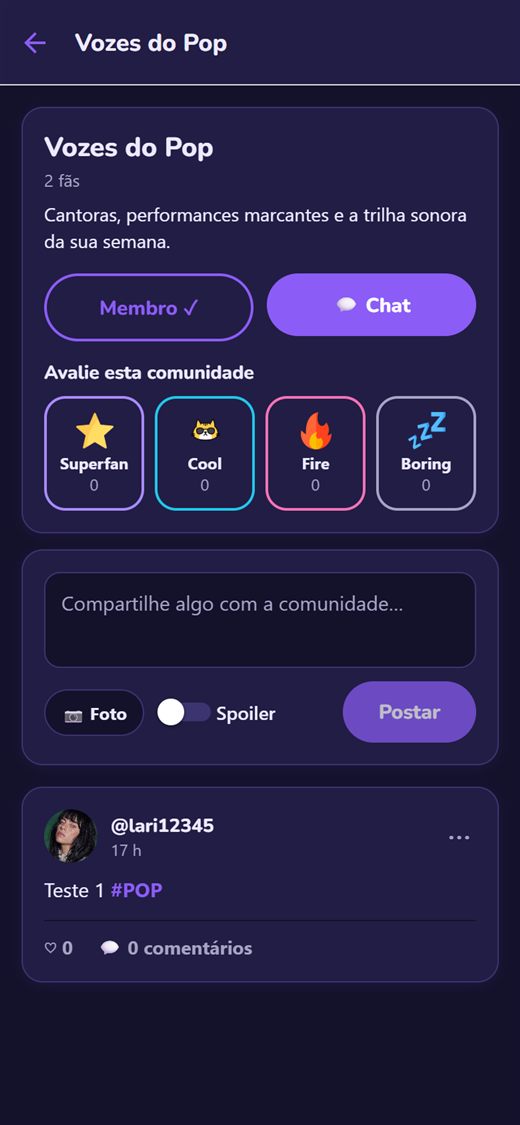 Vozes do Pop
Vozes do Pop
2 fãs
Cantoras, performances marcantes e a trilha sonora
da sua semana.
Membro ✓
Chat
Avalie esta comunidade
Superfan
0
Cool
0
Fire
0
Boring
0
Compartilhe algo com a comunidade...
Foto
Spoiler
Postar
@lari12345
17 h
Teste 1 #POP
0
0 comentários